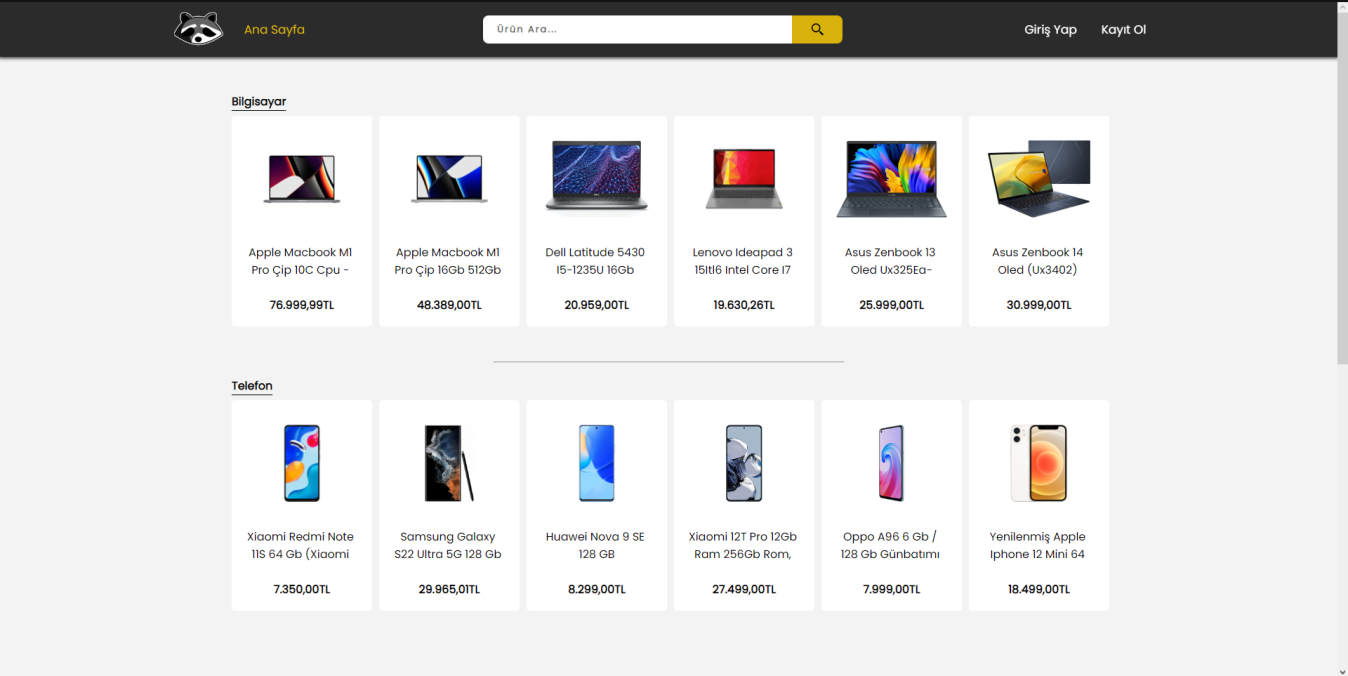 Ana Sayfa
Ürün Ara...
Giriş Yap
Kayıt Ol
Bilgisayar
Apple Macbook M1
Pro Çip 10C Cpu -
76.999,99TL
Apple Macbook M1
Pro Çip 16Gb 512Gb
48.389,00TL
Dell Latitude 5430
I5-1235U 16Gb
20.959,00TL
Lenovo Ideapad 3
15Itl6 Intel Core I7
19.630,26TL
Asus Zenbook 13
Oled Ux325Ea-
25.999,00TL
Asus Zenbook 14
Oled (Ux3402)
30.999,00TL
Telefon
Xiaomi Redmi Note
11S 64 Gb (Xiaomi
7.350,00TL
Samsung Galaxy
S22 Ultra 5G 128 Gb
29.965,01TL
Huawei Nova 9 SE
128 GB
8.299,00TL
Xiaomi 12T Pro 12Gb
Ram 256Gb Rom,
27.499,00TL
Oppo A96 6 Gb /
128 Gb Günbatımı
7.999,00TL
Yenilenmiş Apple
Iphone 12 Mini 64
18.499,00TL